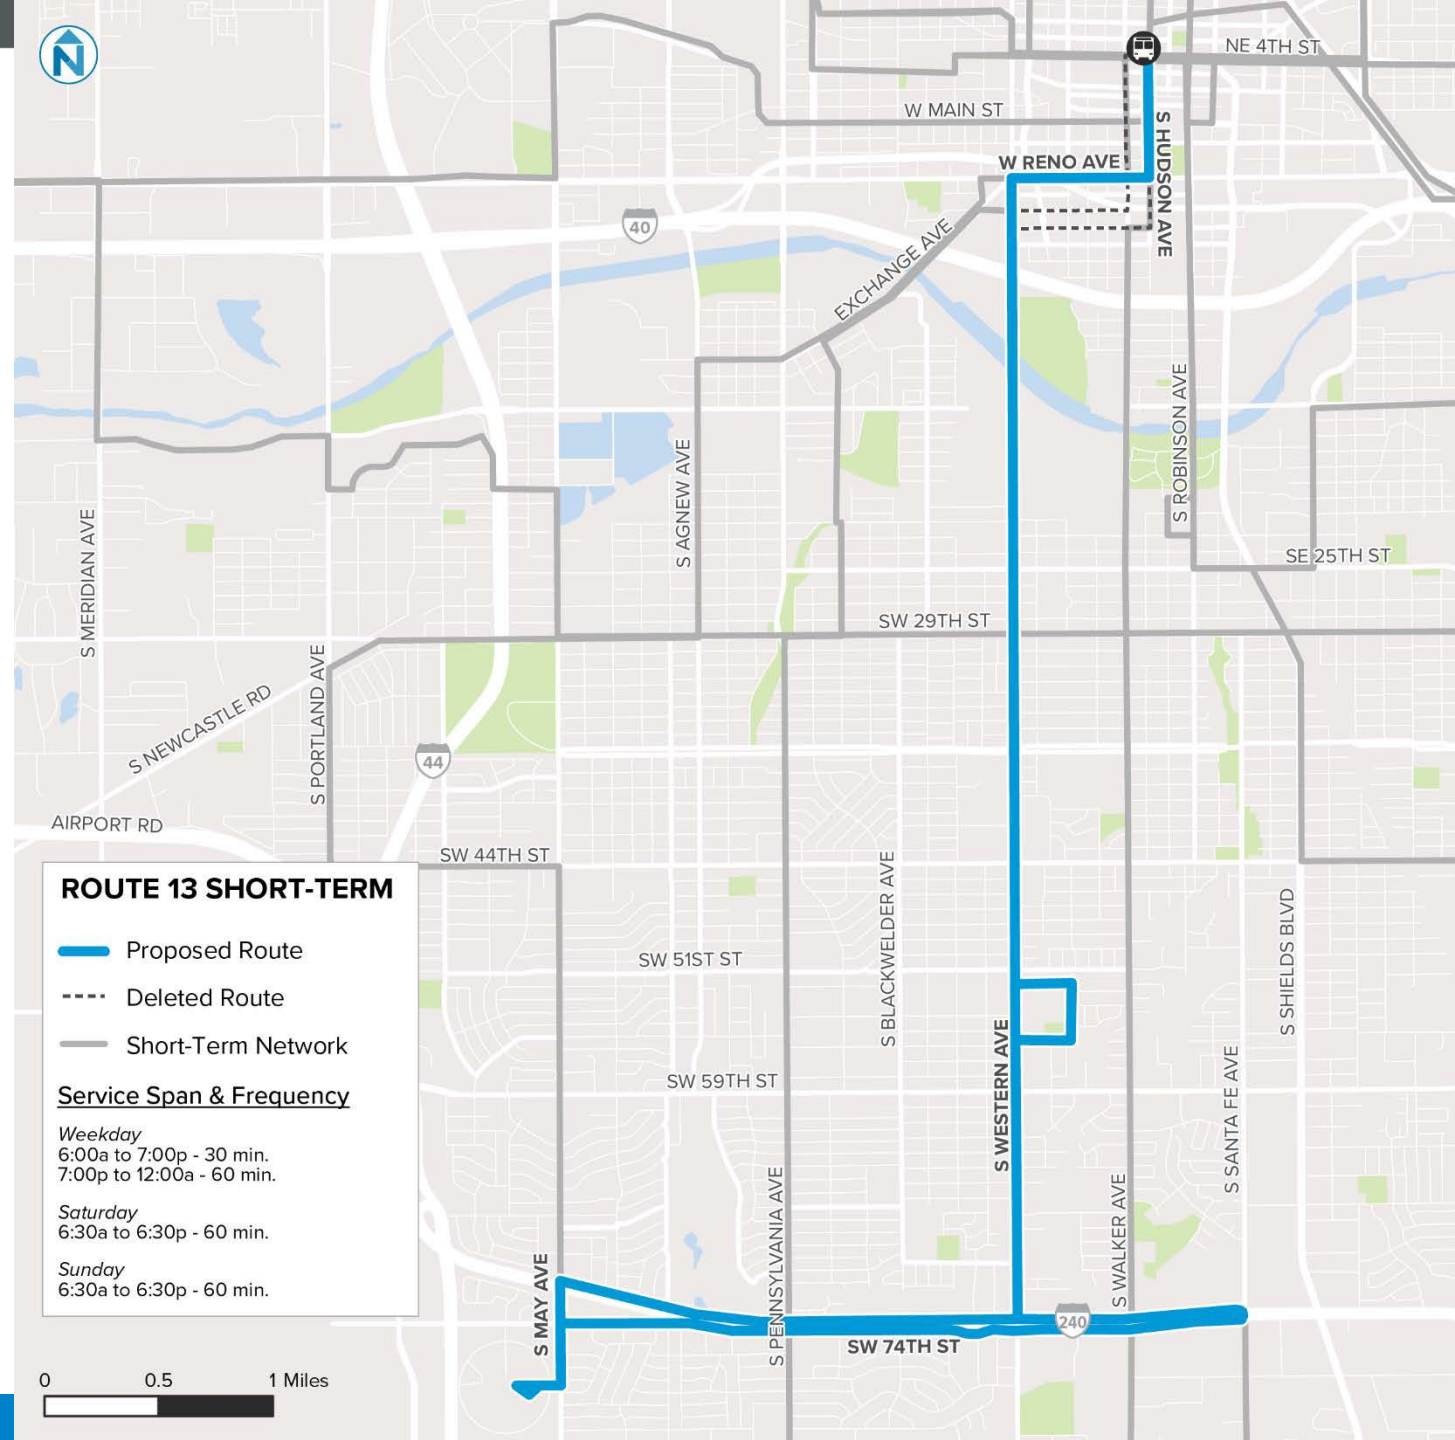 N
NE 4TH ST
W MAIN ST
W RENO AVE
S HUDSON AVE
40
EXCHANGE AVE
S ROBINSON AVE
S AGNEW AVE
S MERIDIAN AVE
SE 25TH ST
SW 29TH ST
S NEWCASTLE RD
S PORTLAND AVE
44
AIRPORT RD
SW 44TH ST
S BLACKWELDER AVE
SW 51ST ST
S SHIELDS BLVD
S WESTERN AVE
SW 59TH ST
S SANTA FE AVE
S PENNSYLVANIA AVE
S WALKER AVE
S MAY AVE
240
SW 74TH ST
ROUTE 13 SHORT-TERM
Proposed Route
Deleted Route
Short-Term Network
Service Span & Frequency
Weekday
6:00a to 7:00p - 30 min.
7:00p to 12:00a - 60 min.
Saturday
6:30a to 6:30p - 60 min.
Sunday
6:30a to 6:30p - 60 min.
0 0.5 1 Miles